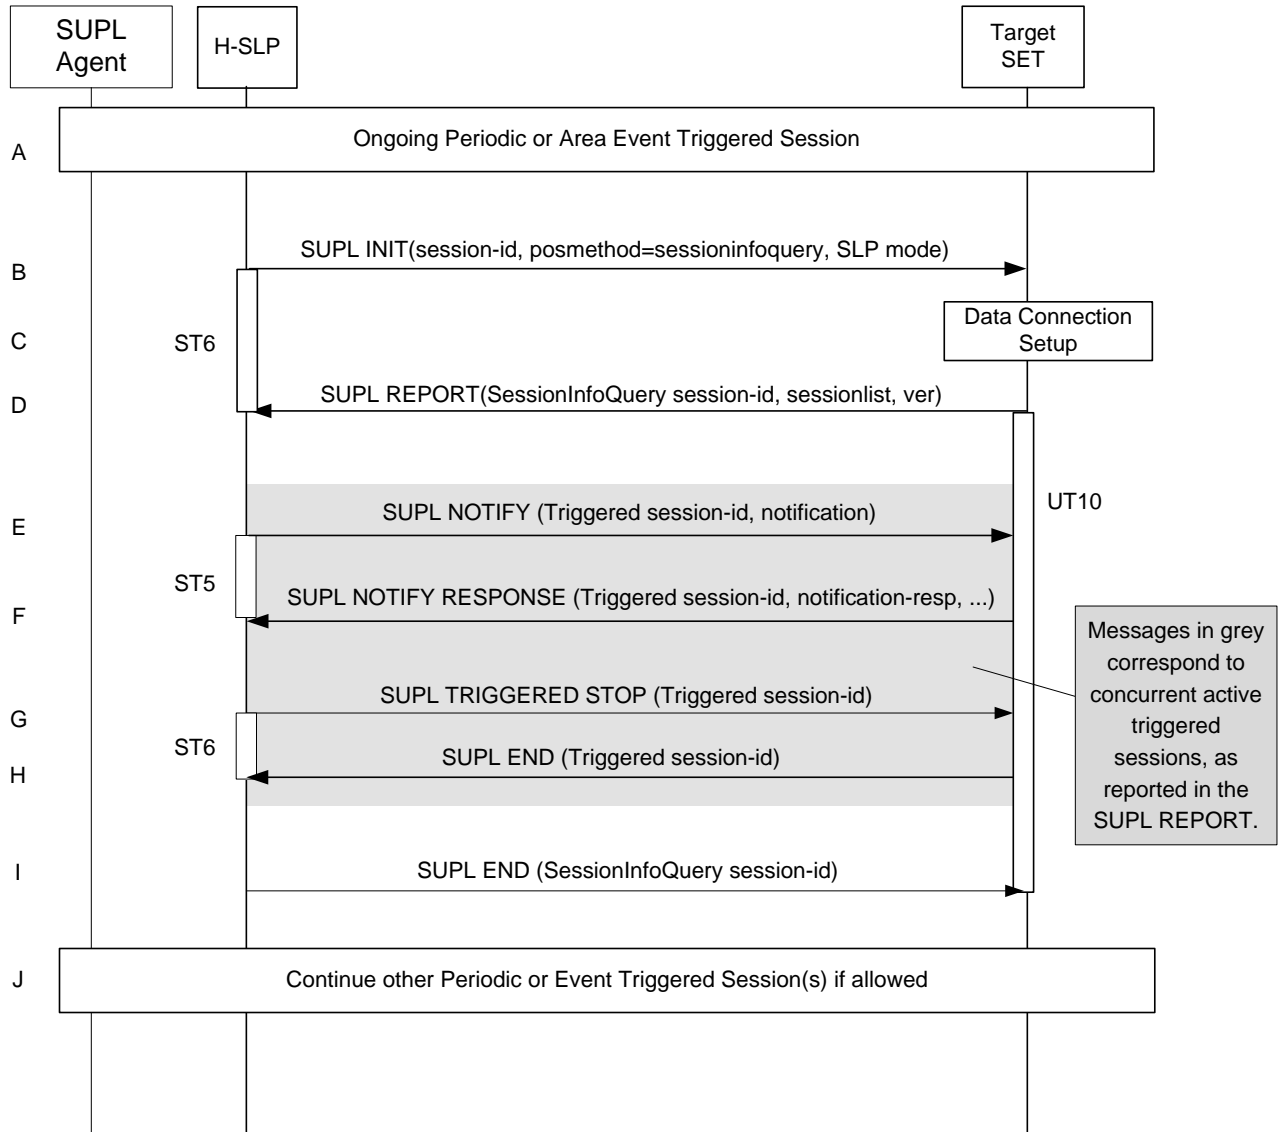 SUPL
Agent
H-SLP
Target
SET
A
Ongoing Periodic or Area Event Triggered Session
SUPL INIT(session-id, posmethod=sessioninfoquery, SLP mode)
B
Data Connection
Setup
C
ST6
SUPL REPORT(SessionInfoQuery session-id, sessionlist, ver)
D
UT10
SUPL NOTIFY (Triggered session-id, notification)
E
ST5
SUPL NOTIFY RESPONSE (Triggered session-id, notification-resp, ...)
F
Messages in grey
correspond to
concurrent active
triggered
sessions, as
reported in the
SUPL REPORT.
SUPL TRIGGERED STOP (Triggered session-id)
G
ST6
SUPL END (Triggered session-id)
H
SUPL END (SessionInfoQuery session-id)
I
J
Continue other Periodic or Event Triggered Session(s) if allowed